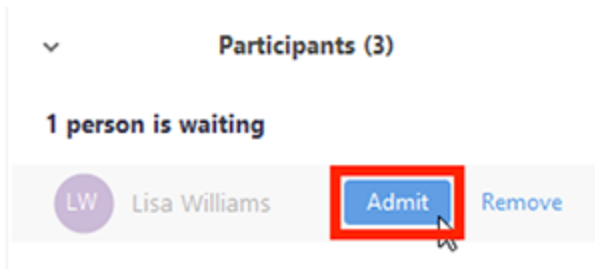 Participants (3)
1 person is waiting
LW Lisa Williams Admit Remove